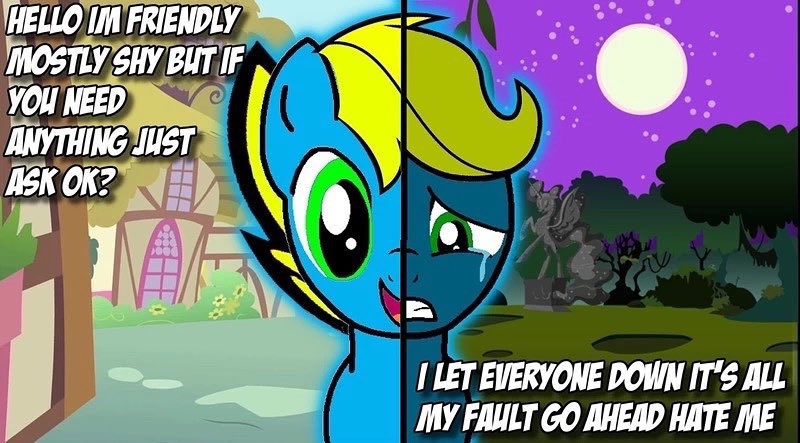 HELLO IM FRIENDLY
MOSTLY SHY BUT IF
YOU NEED
ANYTHING JUST
ASK OK?
I LET EVERYONE DOWN IT'S ALL
MY FAULT GO AHEAD HATE ME